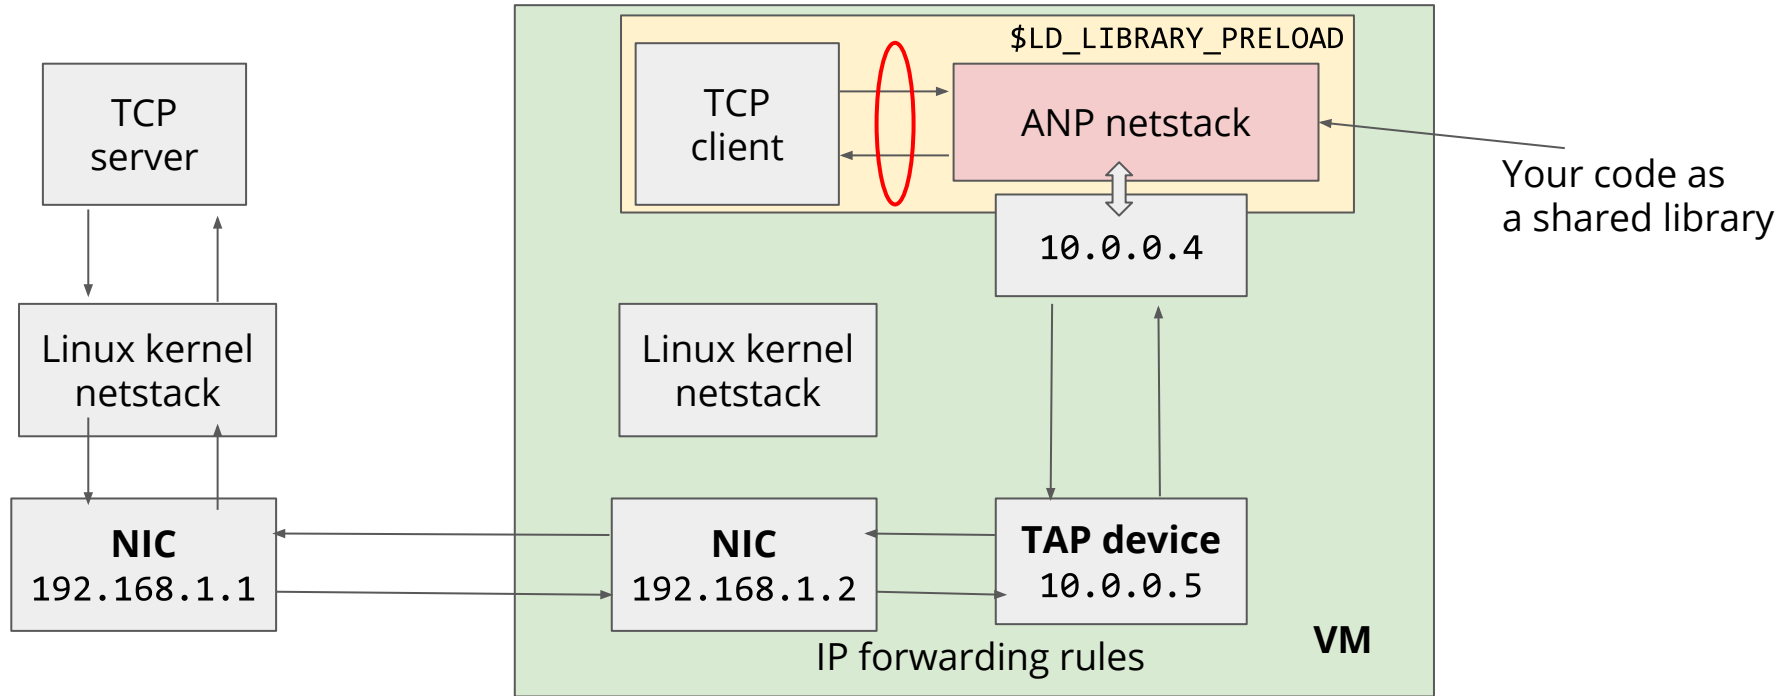 $LD_LIBRARY_PRELOAD
TCP
server
TCP
client
ANP netstack
Your code as
a shared library
10.0.0.4
Linux kernel
netstack
Linux kernel
netstack
NIC
192.168.1.1
NIC
192.168.1.2
TAP device
10.0.0.5
IP forwarding rules
VM